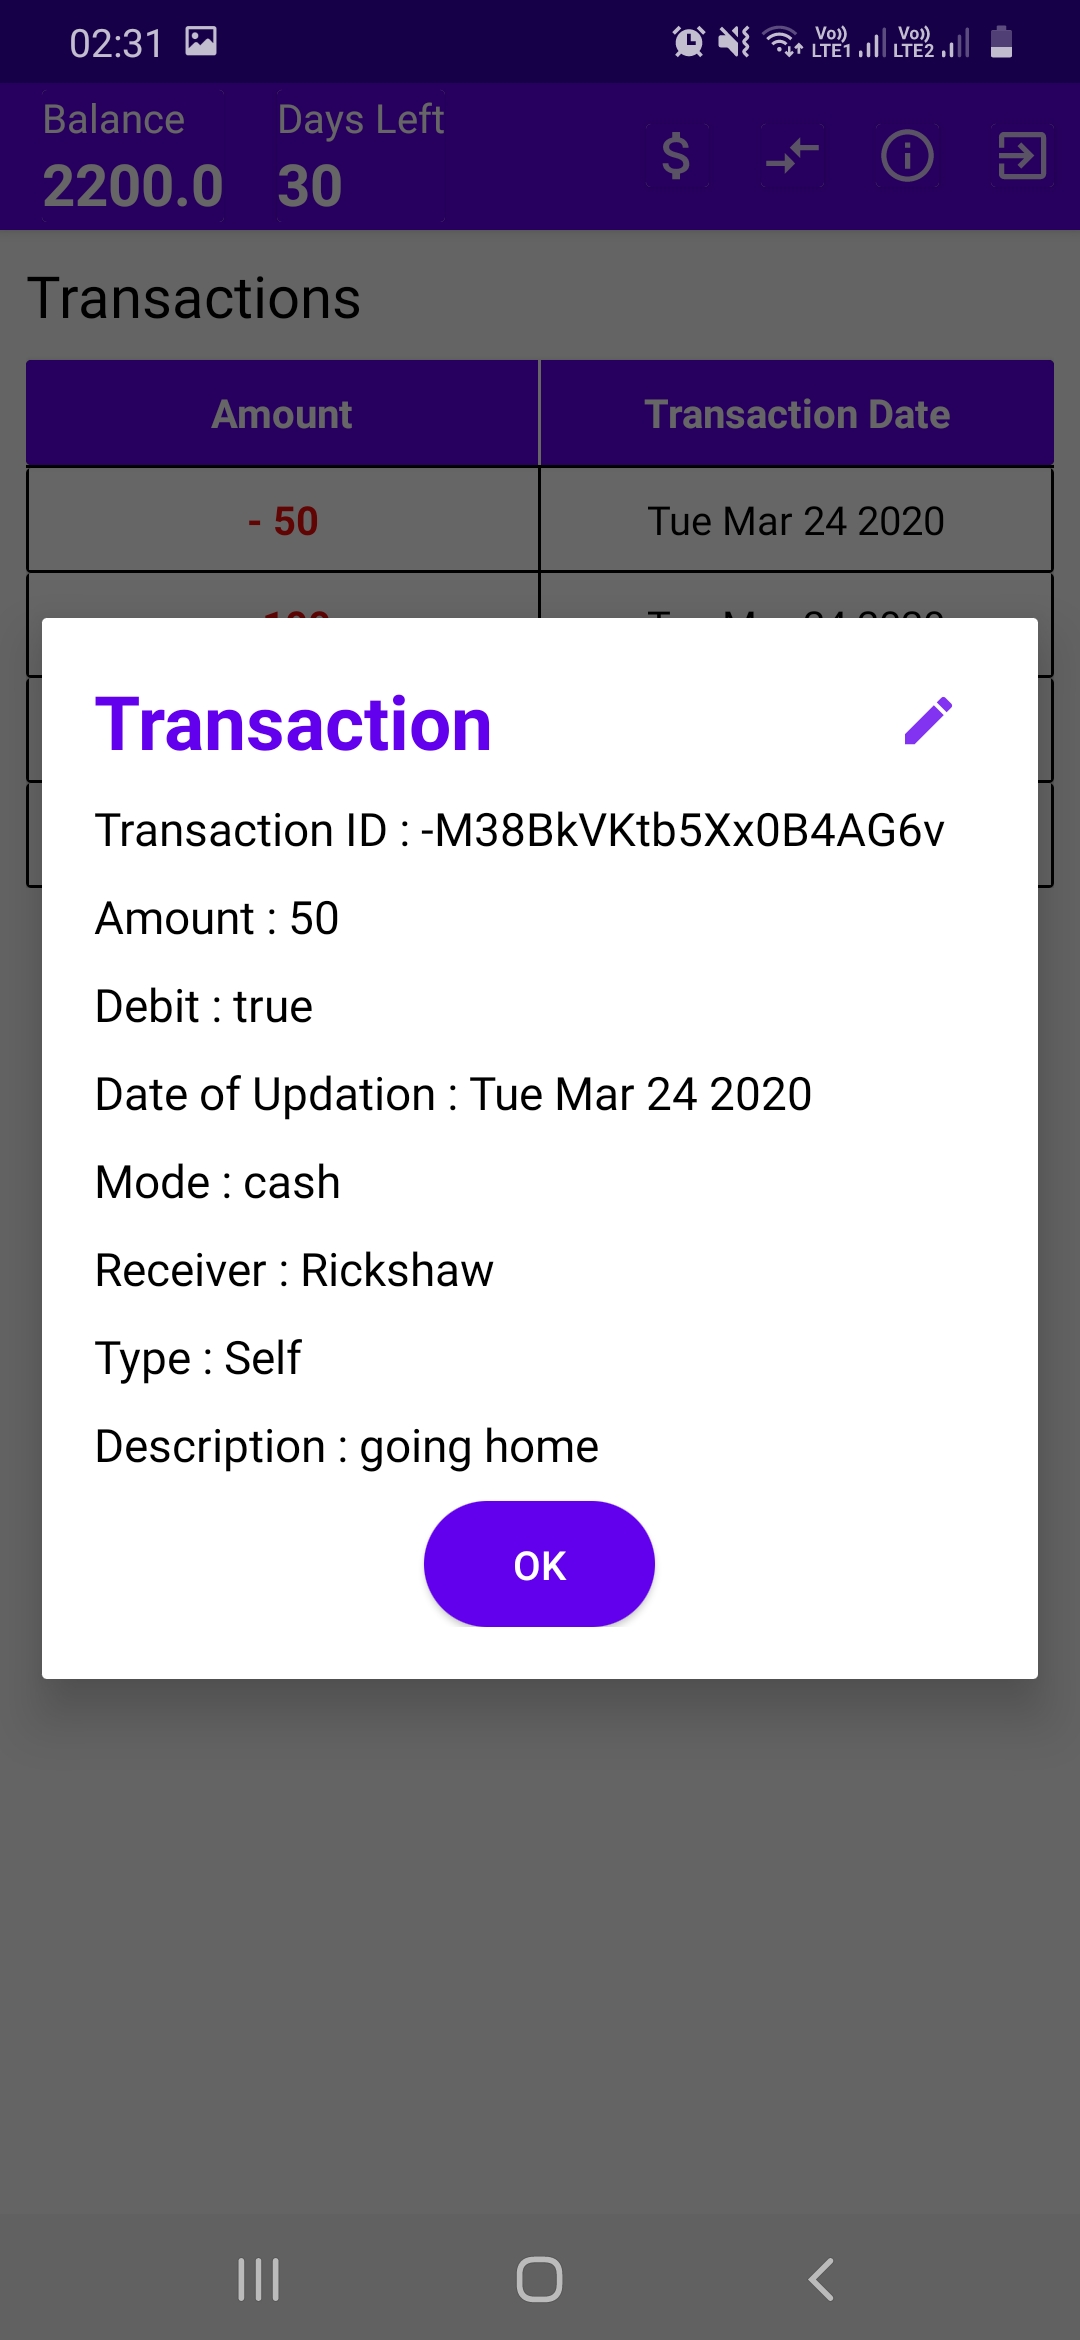 02:31
Vo)) LTE1 Vo)) LTE2
Balance Days Left
2200.0 30
Transactions
Amount Transaction Date
- 50 Tue Mar 24 2020
Transaction
Transaction ID : -M38BkVKtb5Xx0B4AG6v
Amount : 50
Debit : true
Date of Updation : Tue Mar 24 2020
Mode : cash
Receiver : Rickshaw
Type : Self
Description : going home
OK